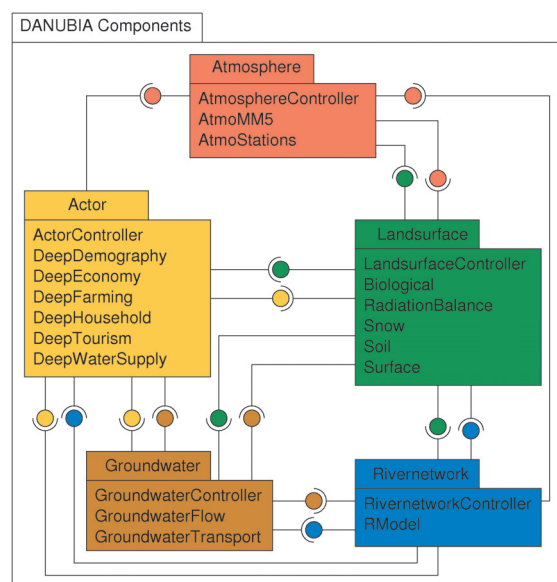 DANUBIA Components
Atmosphere
AtmosphereController
AtmoMM5
AtmoStations
Actor
ActorController
DeepDemography
DeepEconomy
DeepFarming
DeepHousehold
DeepTourism
DeepWaterSupply
Landsurface
LandsurfaceController
Biological
RadiationBalance
Snow
Soil
Surface
Groundwater
GroundwaterController
GroundwaterFlow
GroundwaterTransport
Rivernetwork
RivernetworkController
RModel